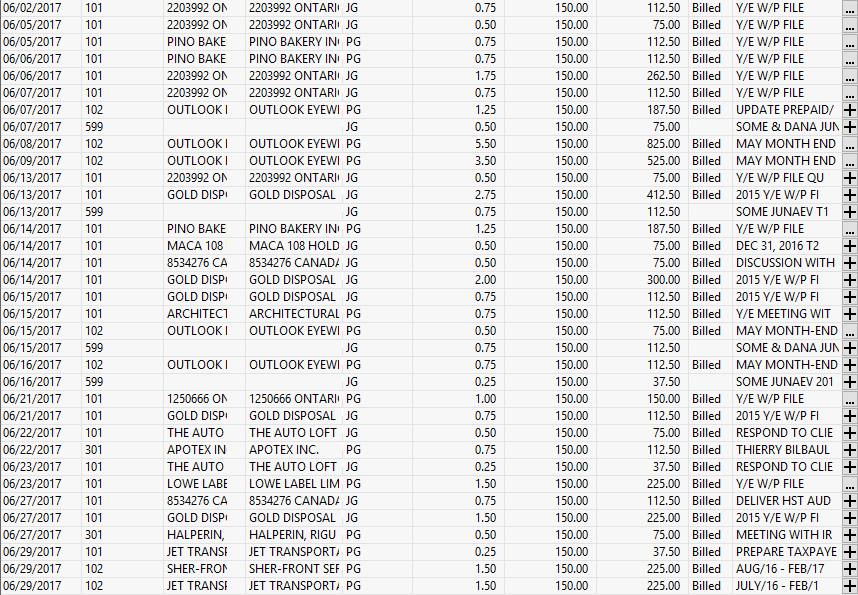 06/02/2017 101 2203992 ON 2203992 ONTARI JG 0.75 150.00 112.50 Billed Y/E W/P FILE ...
06/05/2017 101 2203992 ON 2203992 ONTARI JG 0.50 150.00 75.00 Billed Y/E W/P FILE ...
06/05/2017 101 PINO BAKE PINO BAKERY IN PG 0.75 150.00 112.50 Billed Y/E W/P FILE ...
06/06/2017 101 PINO BAKE PINO BAKERY IN PG 0.75 150.00 112.50 Billed Y/E W/P FILE ...
06/06/2017 101 2203992 ON 2203992 ONTARI JG 1.75 150.00 262.50 Billed Y/E W/P FILE ...
06/07/2017 101 2203992 ON 2203992 ONTARI JG 0.75 150.00 112.50 Billed Y/E W/P FILE ...
06/07/2017 102 OUTLOOK I OUTLOOK EYEWI PG 1.25 150.00 187.50 Billed UPDATE PREPAID/ +
06/07/2017 599 JG 0.50 150.00 75.00 SOME & DANA JUN +
06/08/2017 102 OUTLOOK I OUTLOOK EYEWI PG 5.50 150.00 825.00 Billed MAY MONTH END ...
06/09/2017 102 OUTLOOK I OUTLOOK EYEWI PG 3.50 150.00 525.00 Billed MAY MONTH END ...
06/13/2017 101 2203992 ON 2203992 ONTARI JG 0.50 150.00 75.00 Billed Y/E W/P FILE QU +
06/13/2017 101 GOLD DISP GOLD DISPOSAL JG 2.75 150.00 412.50 Billed 2015 Y/E W/P FI +
06/13/2017 599 JG 0.75 150.00 112.50 SOME JUNAEV T1 +
06/14/2017 101 PINO BAKE PINO BAKERY IN PG 1.25 150.00 187.50 Billed Y/E W/P FILE ...
06/14/2017 101 MACA 108 MACA 108 HOLD JG 0.50 150.00 75.00 Billed DEC 31, 2016 T2 +
06/14/2017 101 8534276 CA 8534276 CANADA JG 0.50 150.00 75.00 Billed DISCUSSION WITH +
06/14/2017 101 GOLD DISP GOLD DISPOSAL JG 2.00 150.00 300.00 Billed 2015 Y/E W/P FI +
06/15/2017 101 GOLD DISP GOLD DISPOSAL JG 0.75 150.00 112.50 Billed 2015 Y/E W/P FI +
06/15/2017 101 ARCHITECT ARCHITECTURAL PG 0.75 150.00 112.50 Billed Y/E MEETING WIT +
06/15/2017 102 OUTLOOK I OUTLOOK EYEWI PG 0.50 150.00 75.00 Billed MAY MONTH-END ...
06/15/2017 599 JG 0.75 150.00 112.50 SOME & DANA JUN +
06/16/2017 102 OUTLOOK I OUTLOOK EYEWI PG 0.75 150.00 112.50 Billed MAY MONTH-END +
06/16/2017 599 JG 0.25 150.00 37.50 SOME JUNAEV 201 +
06/21/2017 101 1250666 ON 1250666 ONTARI PG 1.00 150.00 150.00 Billed Y/E W/P FILE ...
06/21/2017 101 GOLD DISP GOLD DISPOSAL JG 0.75 150.00 112.50 Billed 2015 Y/E W/P FI +
06/22/2017 101 THE AUTO THE AUTO LOFT JG 0.50 150.00 75.00 Billed RESPOND TO CLIE +
06/22/2017 301 APOTEX IN APOTEX INC. PG 0.75 150.00 112.50 Billed THIERRY BILBAUL +
06/23/2017 101 THE AUTO THE AUTO LOFT JG 0.25 150.00 37.50 Billed RESPOND TO CLIE +
06/23/2017 101 LOWE LABE LOWE LABEL LIM PG 1.50 150.00 225.00 Billed Y/E W/P FILE ...
06/27/2017 101 8534276 CA 8534276 CANADA JG 0.75 150.00 112.50 Billed DELIVER HST AUD +
06/27/2017 101 GOLD DISP GOLD DISPOSAL JG 1.50 150.00 225.00 Billed 2015 Y/E W/P FI +
06/27/2017 301 HALPERIN, HALPERIN, RIGU PG 0.50 150.00 75.00 Billed MEETING WITH IR +
06/29/2017 101 JET TRANSF JET TRANSPORTA PG 0.25 150.00 37.50 Billed PREPARE TAXPAYE +
06/29/2017 102 SHER-FRON SHER-FRONT SEF PG 1.50 150.00 225.00 Billed AUG/16 - FEB/17 +
06/29/2017 102 JET TRANSF JET TRANSPORTA PG 1.50 150.00 225.00 Billed JULY/16 - FEB/1 +